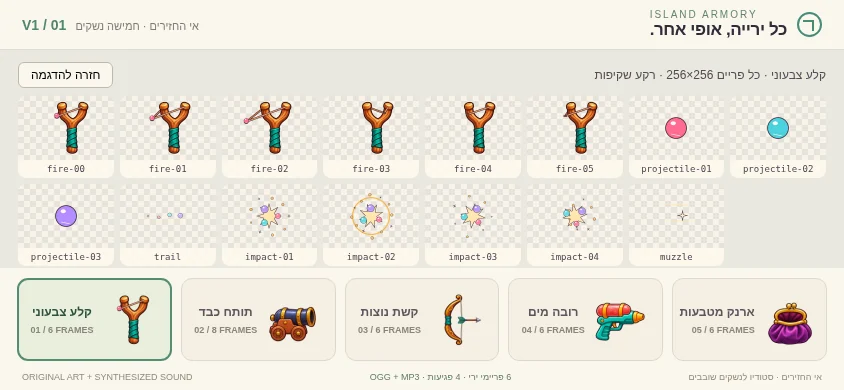 ISLAND ARMORY
כל ירייה, אופי אחר.
אי החזירים · חמישה נשקים
V1 / 01
קלע צבעוני · כל פריים 256×256 · רקע שקיפות
חזרה להדגמה
fire-00
fire-01
fire-02
fire-03
fire-04
fire-05
projectile-01
projectile-02
projectile-03
trail
impact-01
impact-02
impact-03
impact-04
muzzle
קלע צבעוני
01 / 6 FRAMES
תותח כבד
02 / 8 FRAMES
קשת נוצות
03 / 6 FRAMES
רובה מים
04 / 6 FRAMES
ארנק מטבעות
05 / 6 FRAMES
ORIGINAL ART + SYNTHESIZED SOUND
6 פריימי ירי · 4 פגיעות · OGG + MP3
אי החזירים · סטודיו לנשקים שובבים